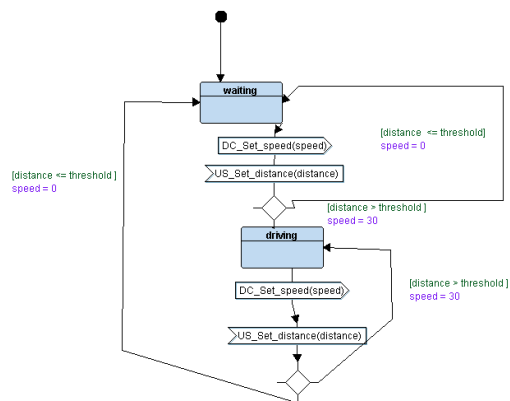 waiting
DC_Set_speed(speed)
[distance <= threshold]
speed = 0
US_Set_distance(distance)
[distance <= threshold ]
speed = 0
[distance > threshold ]
speed = 30
driving
DC_Set_speed(speed)
[distance > threshold ]
speed = 30
US_Set_distance(distance)